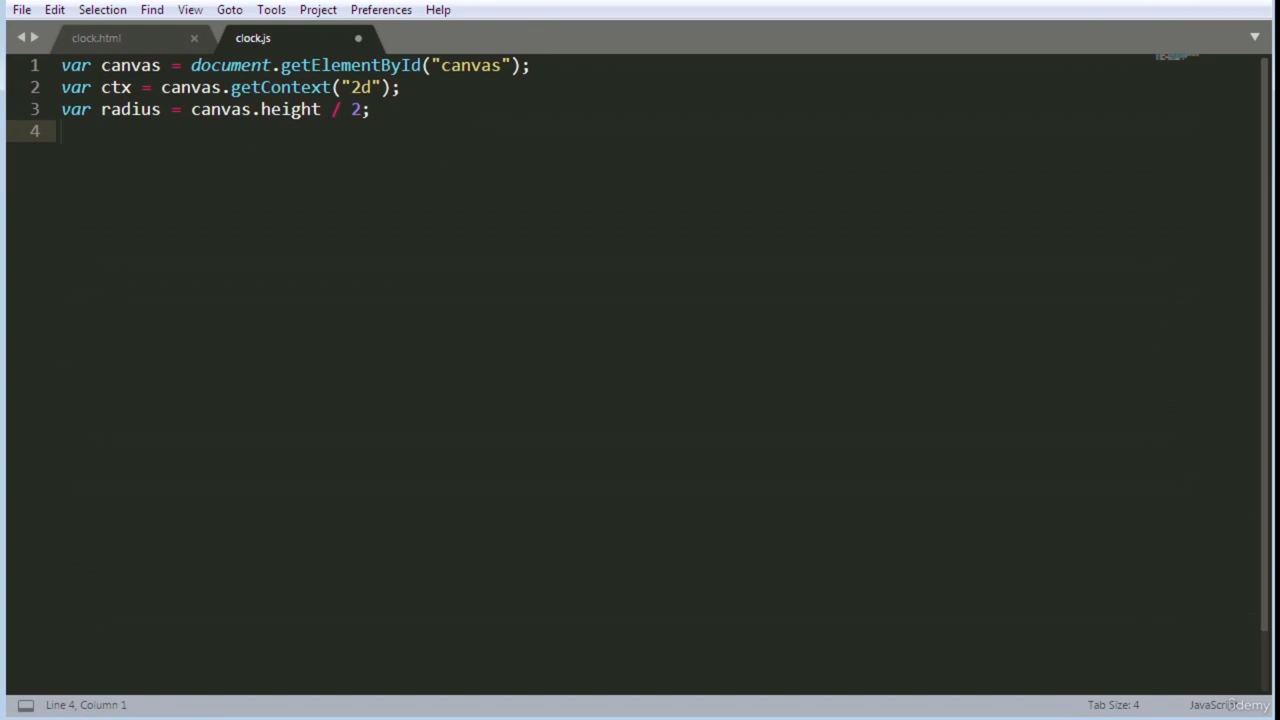 File Edit Selection Find View Goto Tools Project Preferences Help
clock.html clock.js
1 var canvas = document.getElementById("canvas");
2 var ctx = canvas.getContext("2d");
3 var radius = canvas.height / 2;
4
Line 4, Column 1 Tab Size: 4 JavaScript